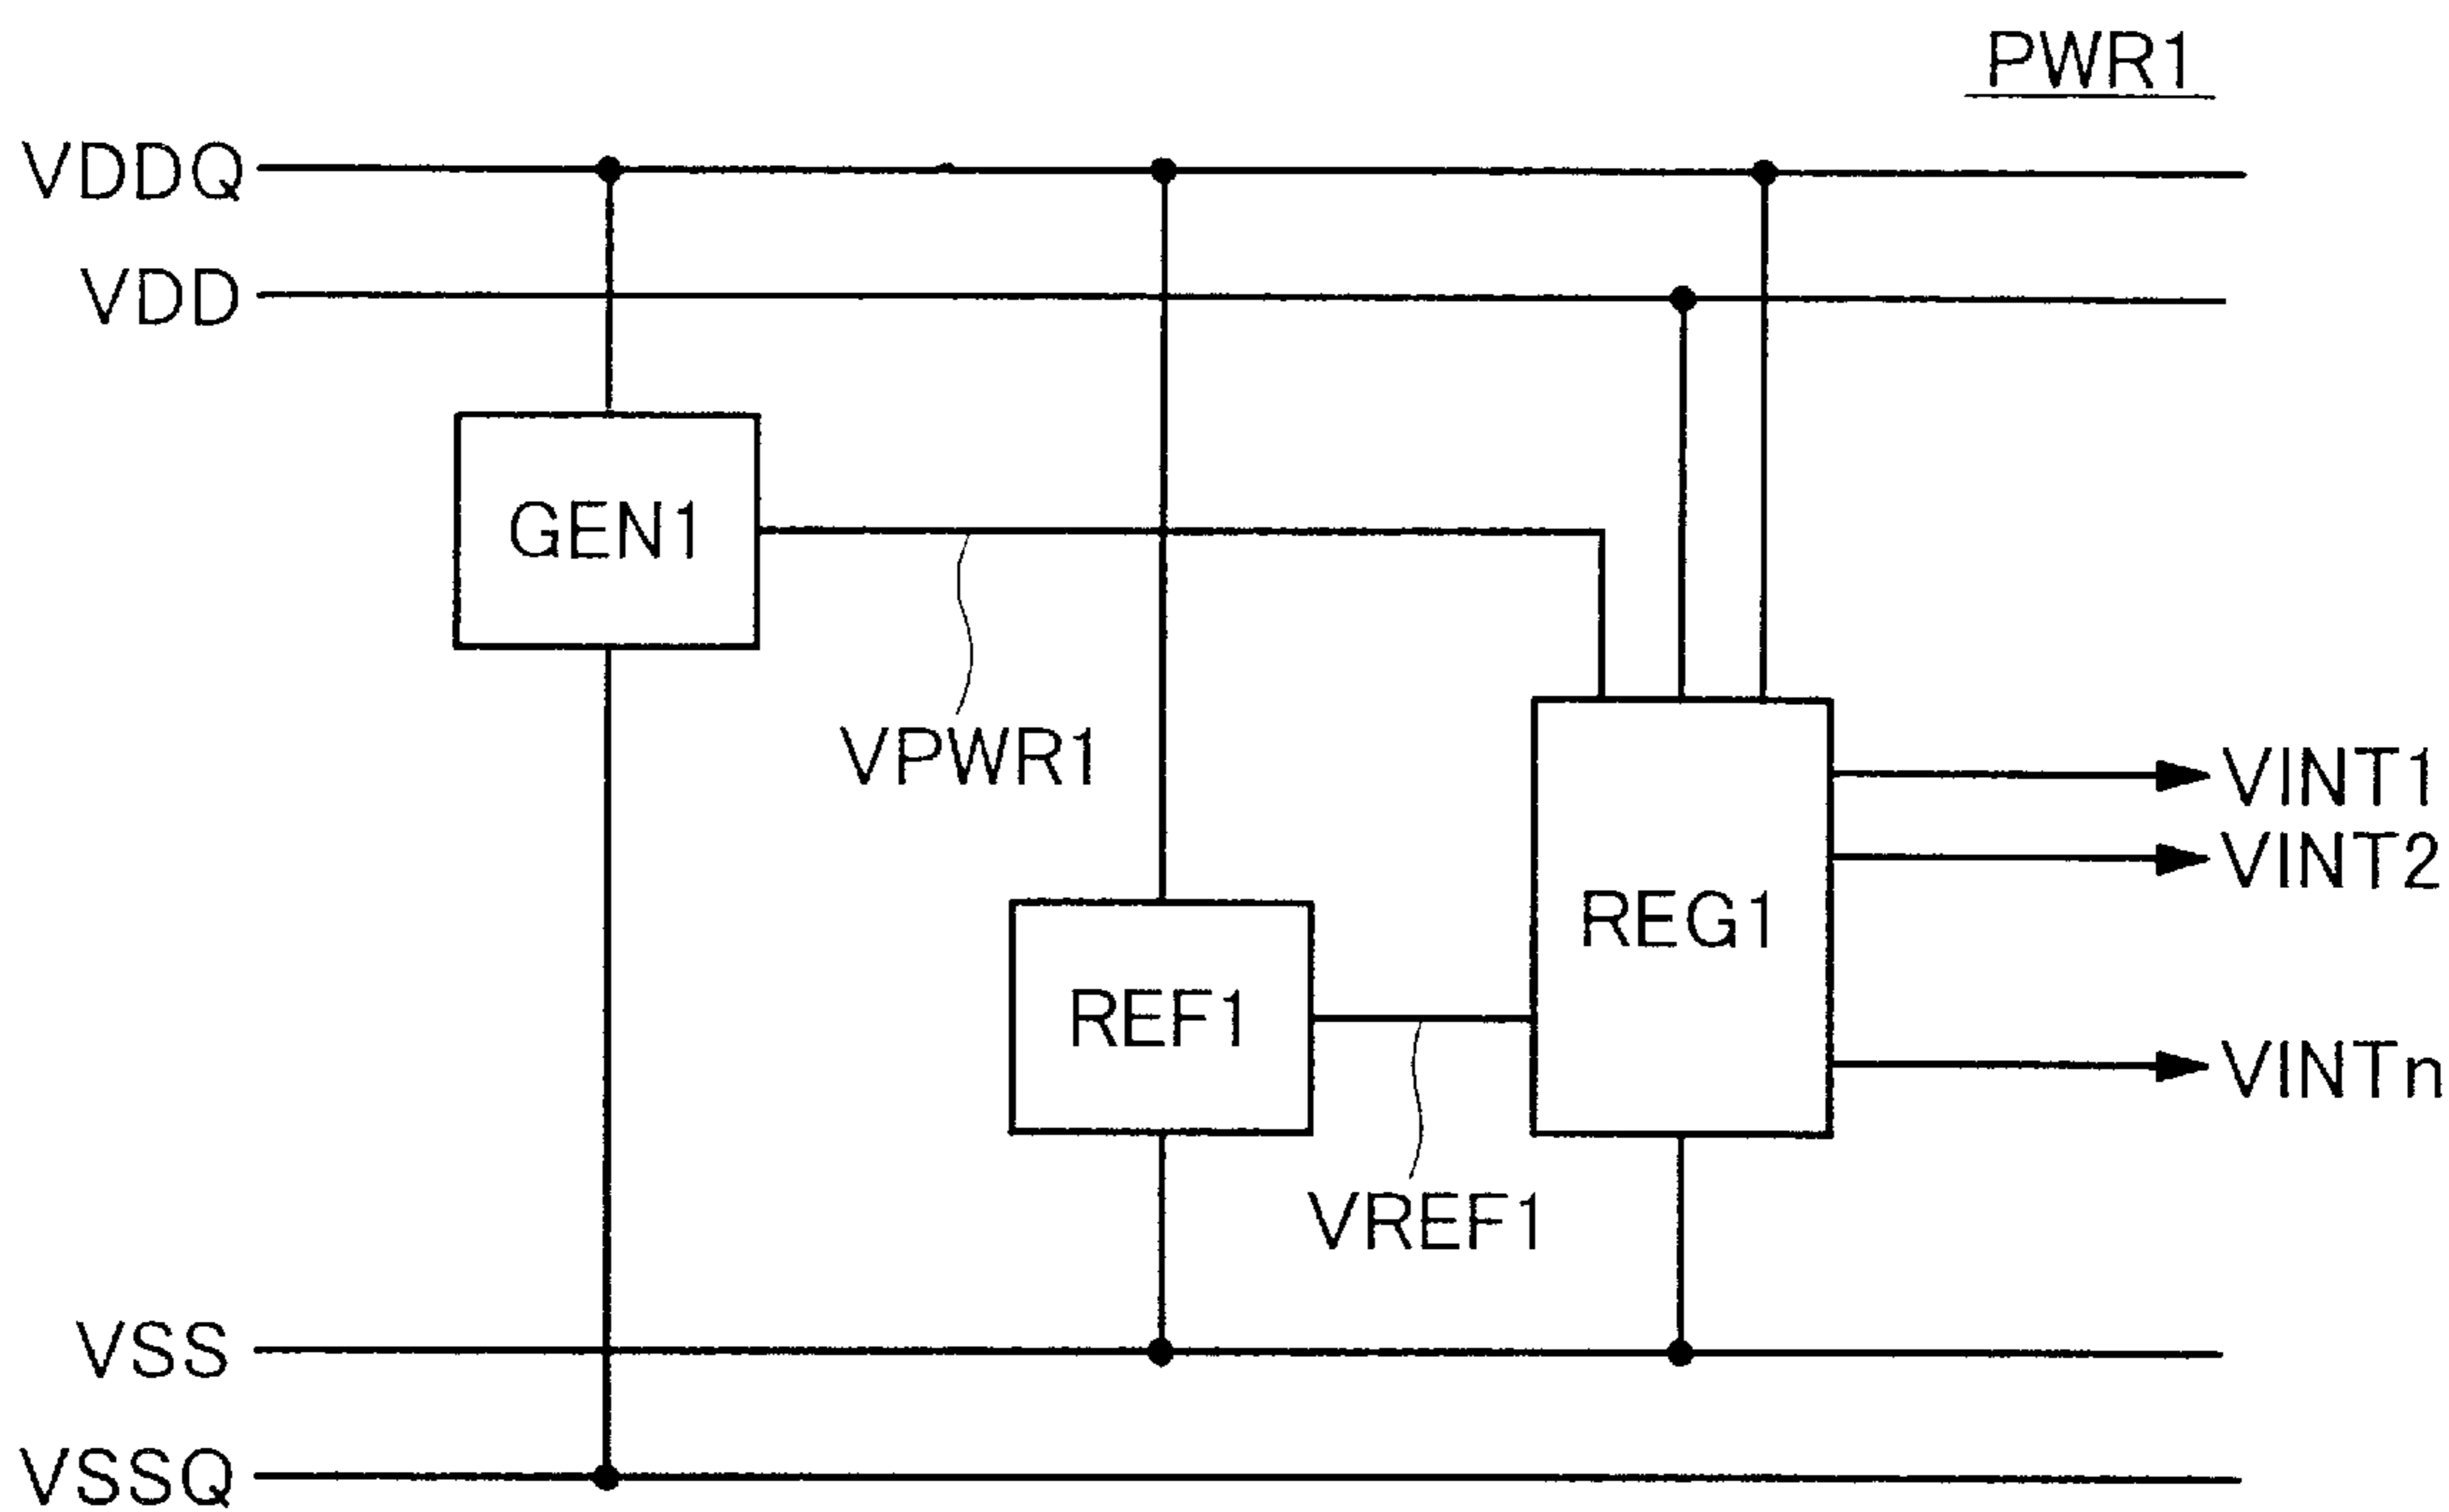 PWR1
VDDQ
VDD
GEN1
VPWR1
VINT1
VINT2
REG1
REF1
VINTn
VREF1
VSS
VSSQ